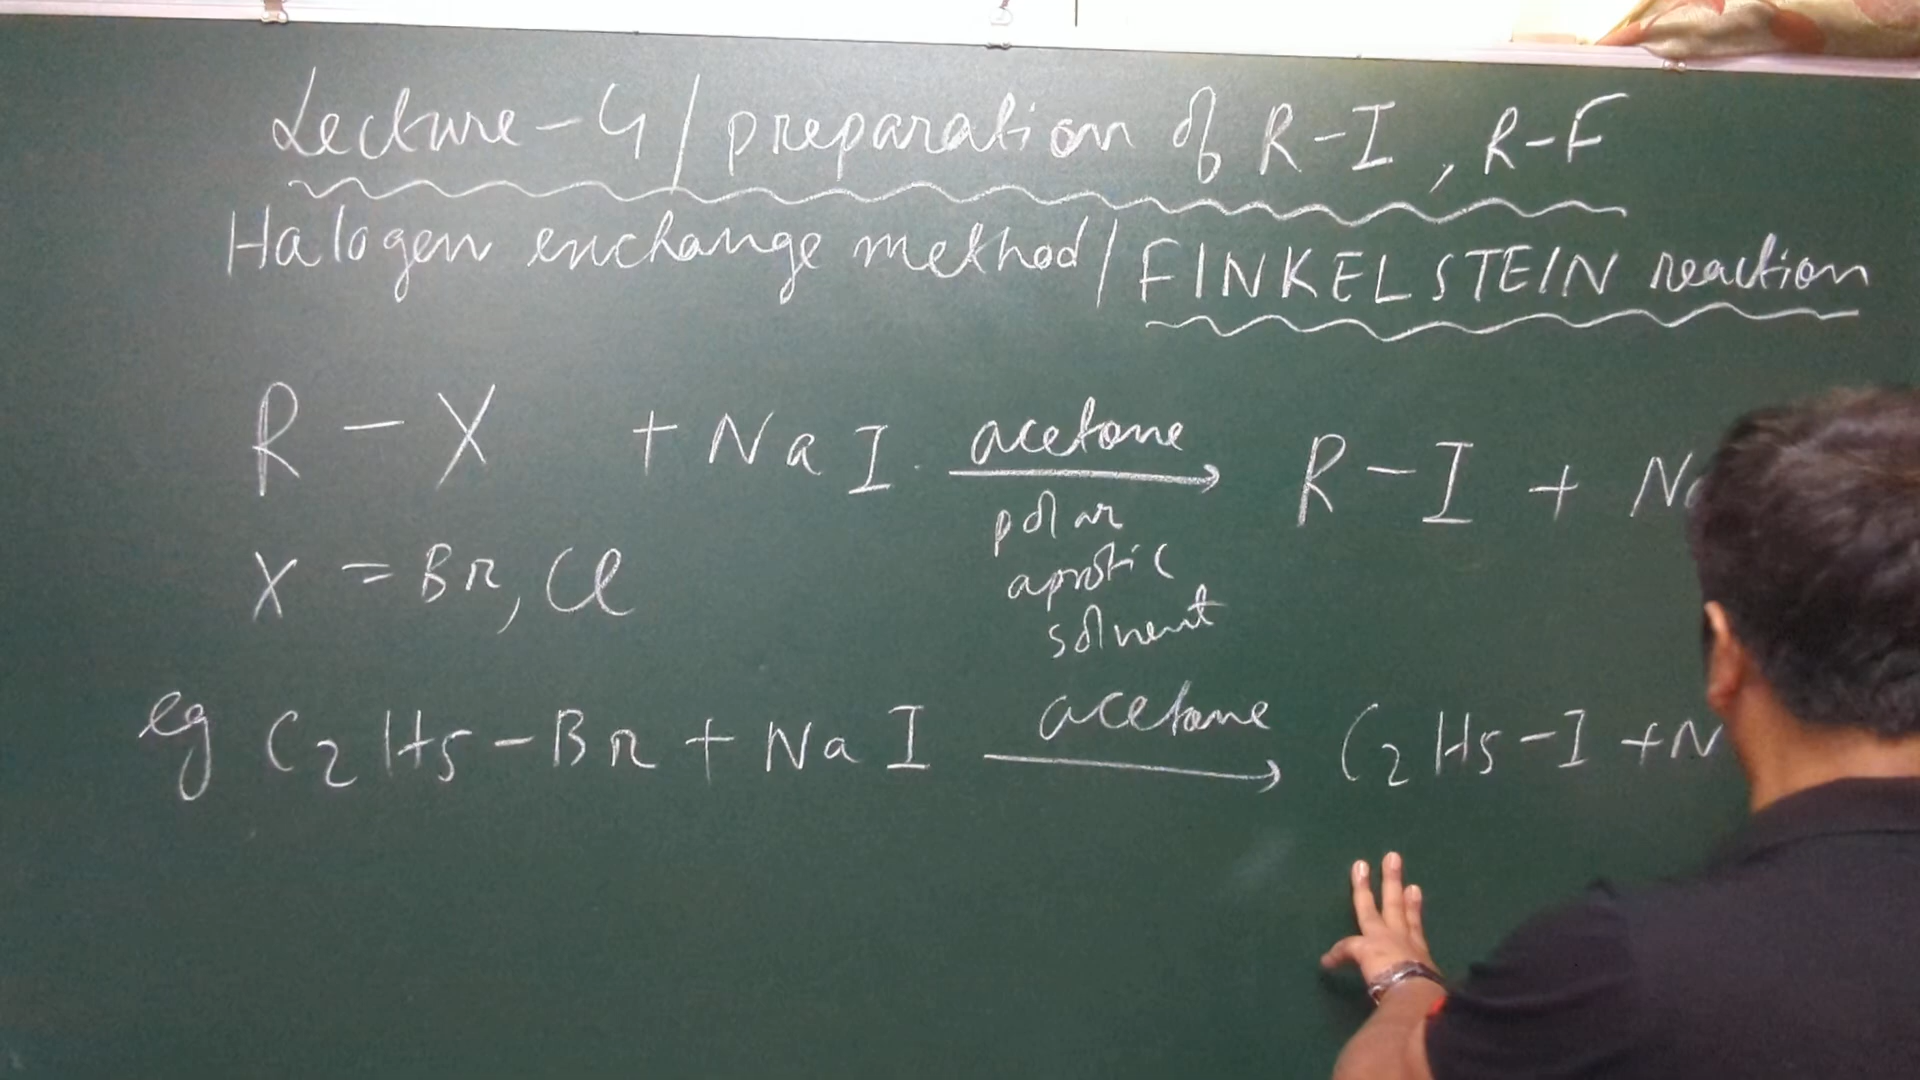 Lecture-4/preparation of R-I, R-F
Halogen exchange method/FINKELSTEIN reaction
R-X + NaI acetone R-I + Na
polar
aprotic
solvent
X = Br, Cl
eg C2H5-Br + NaI acetone C2H5-I + N